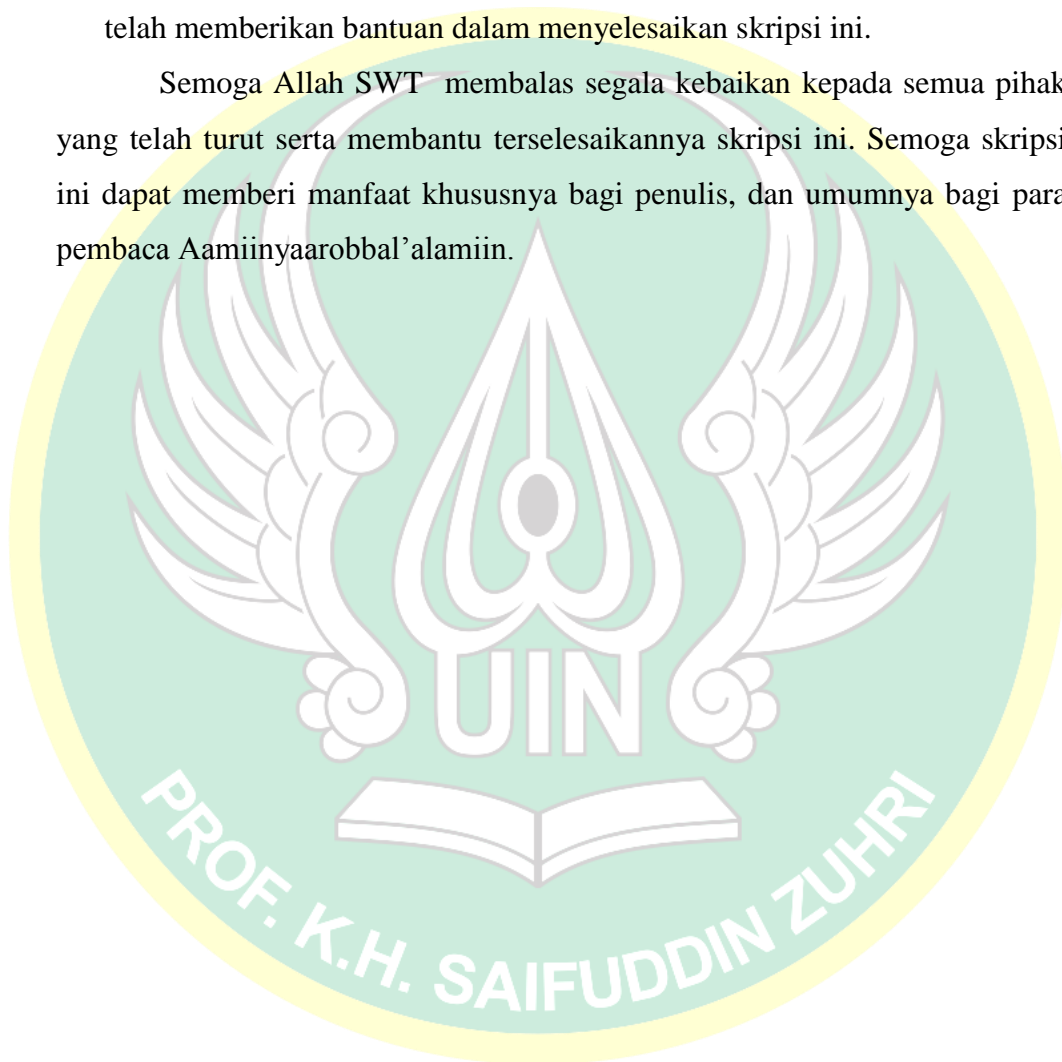 telah memberikan bantuan dalam menyelesaikan skripsi ini.
Semoga Allah SWT membalas segala kebaikan kepada semua pihak
yang telah turut serta membantu terselesaikannya skripsi ini. Semoga skripsi
ini dapat memberi manfaat khususnya bagi penulis, dan umumnya bagi para
pembaca Aamiinyaarobbal’alamiin.
UIN
PROF. K.H. SAIFUDDIN ZUHRI